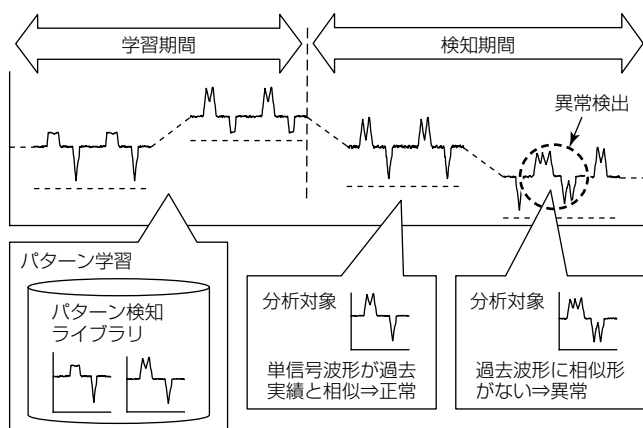 学習期間
検知期間
異常検出
パターン学習
パターン検知
ライブラリ
分析対象
単信号波形が過去
実績と相似⇒正常
分析対象
過去波形に相似形
がない⇒異常